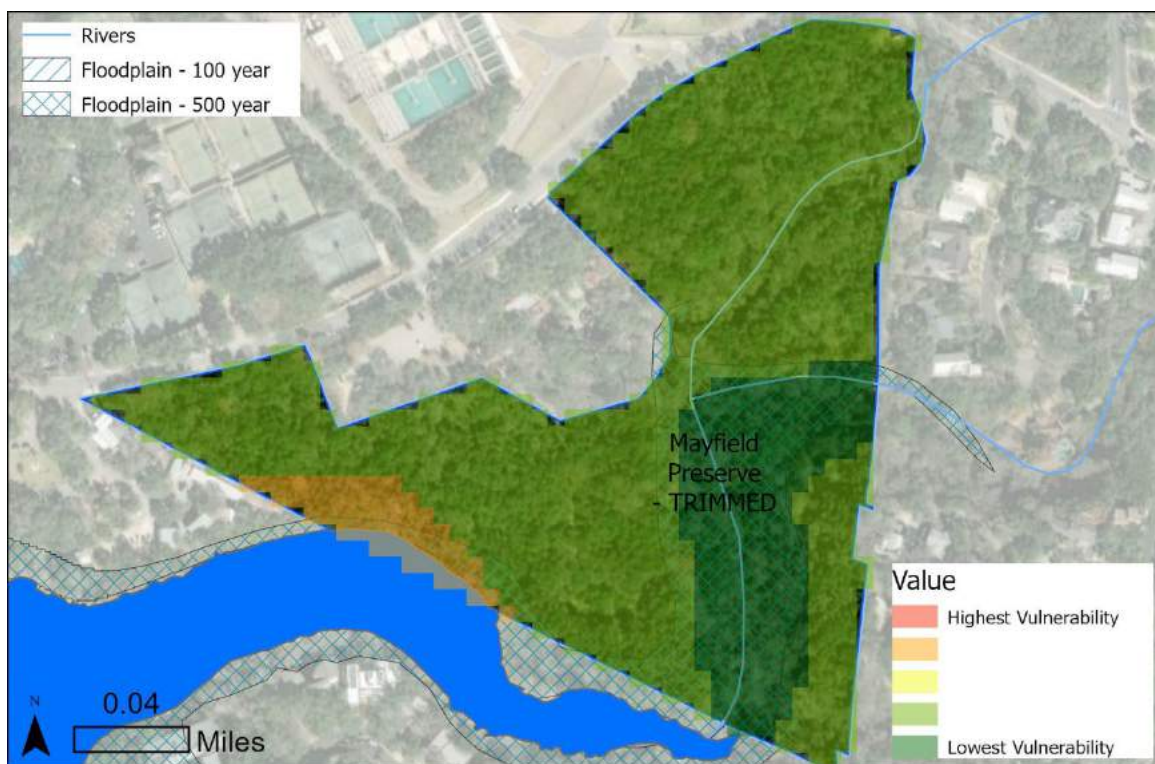 Rivers
Floodplain - 100 year
Floodplain - 500 year
Mayfield
Preserve
- TRIMMED
Value
Highest Vulnerability
Lowest Vulnerability
N
0.04
Miles